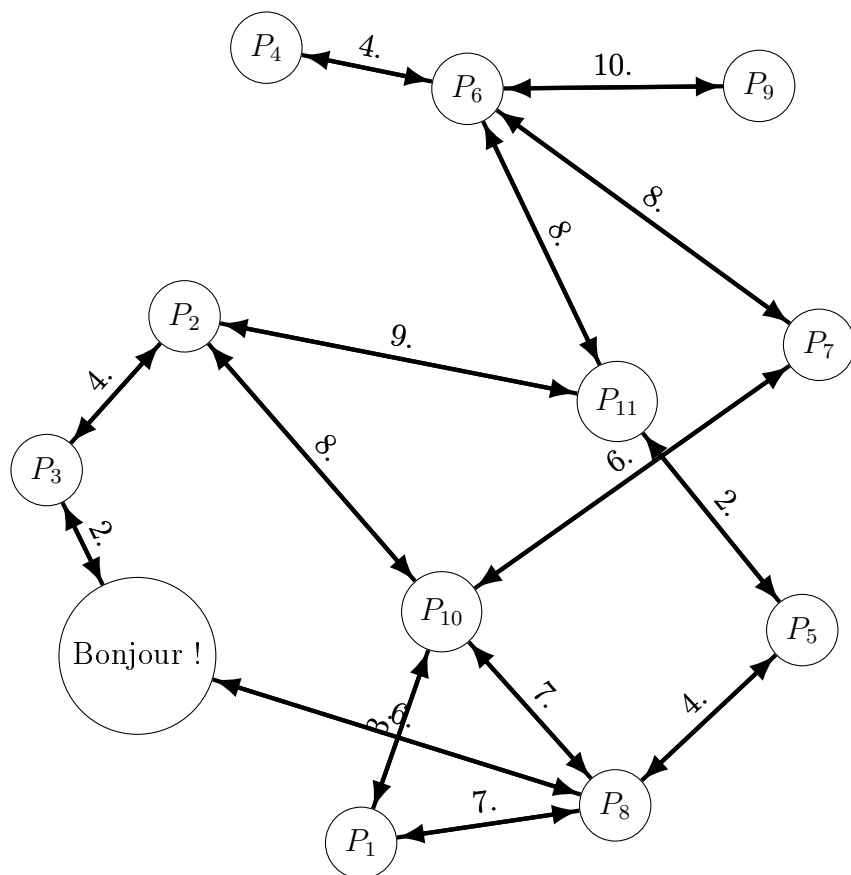 P₄
4.
P₆
10.
P₉
8.
8.
P₂
9.
P₇
4.
P₁₁
8.
6.
P₃
2.
2.
P₁₀
P₅
Bonjour !
7.
4.
3.
6.
P₈
7.
P₁